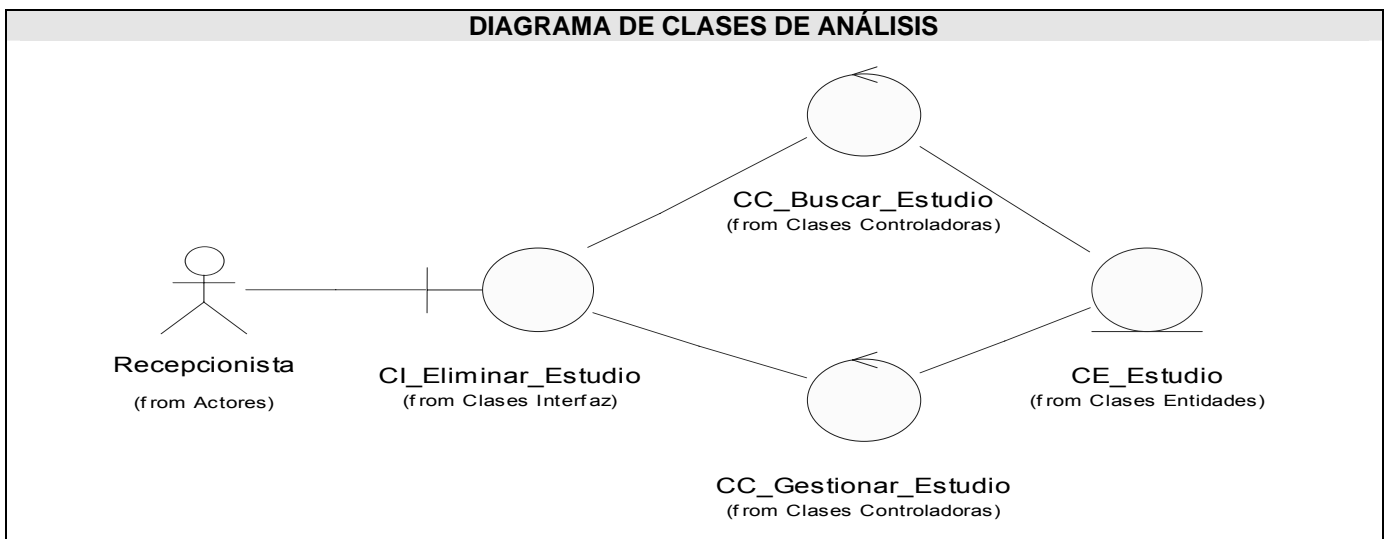 DIAGRAMA DE CLASES DE ANÁLISIS
CC_Buscar_Estudio
(from Clases Controladoras)
Recepcionista
(from Actores)
CI_Eliminar_Estudio
(from Clases Interfaz)
CE_Estudio
(from Clases Entidades)
CC_Gestionar_Estudio
(from Clases Controladoras)